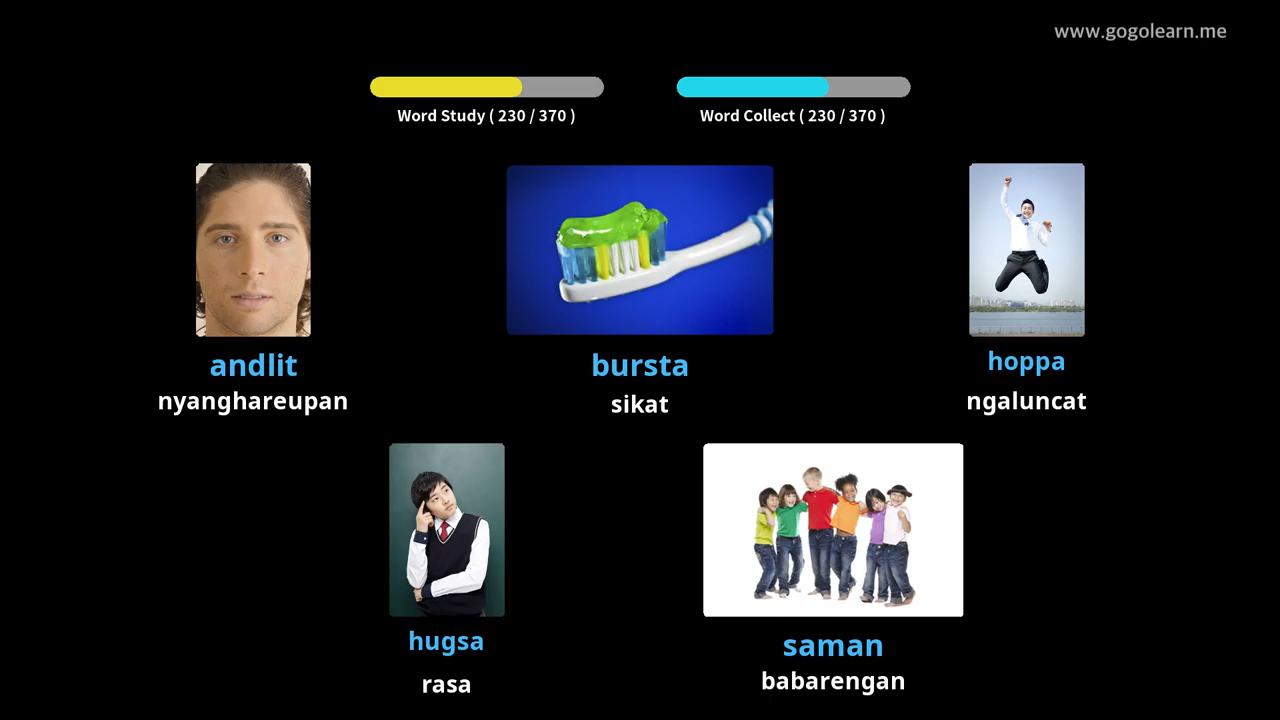 www.gogolearn.me
Word Study ( 230 / 370 )
Word Collect ( 230 / 370 )
andlit
nyanghareupan
bursta
sikat
hoppa
ngaluncat
hugsa
rasa
saman
babarengan